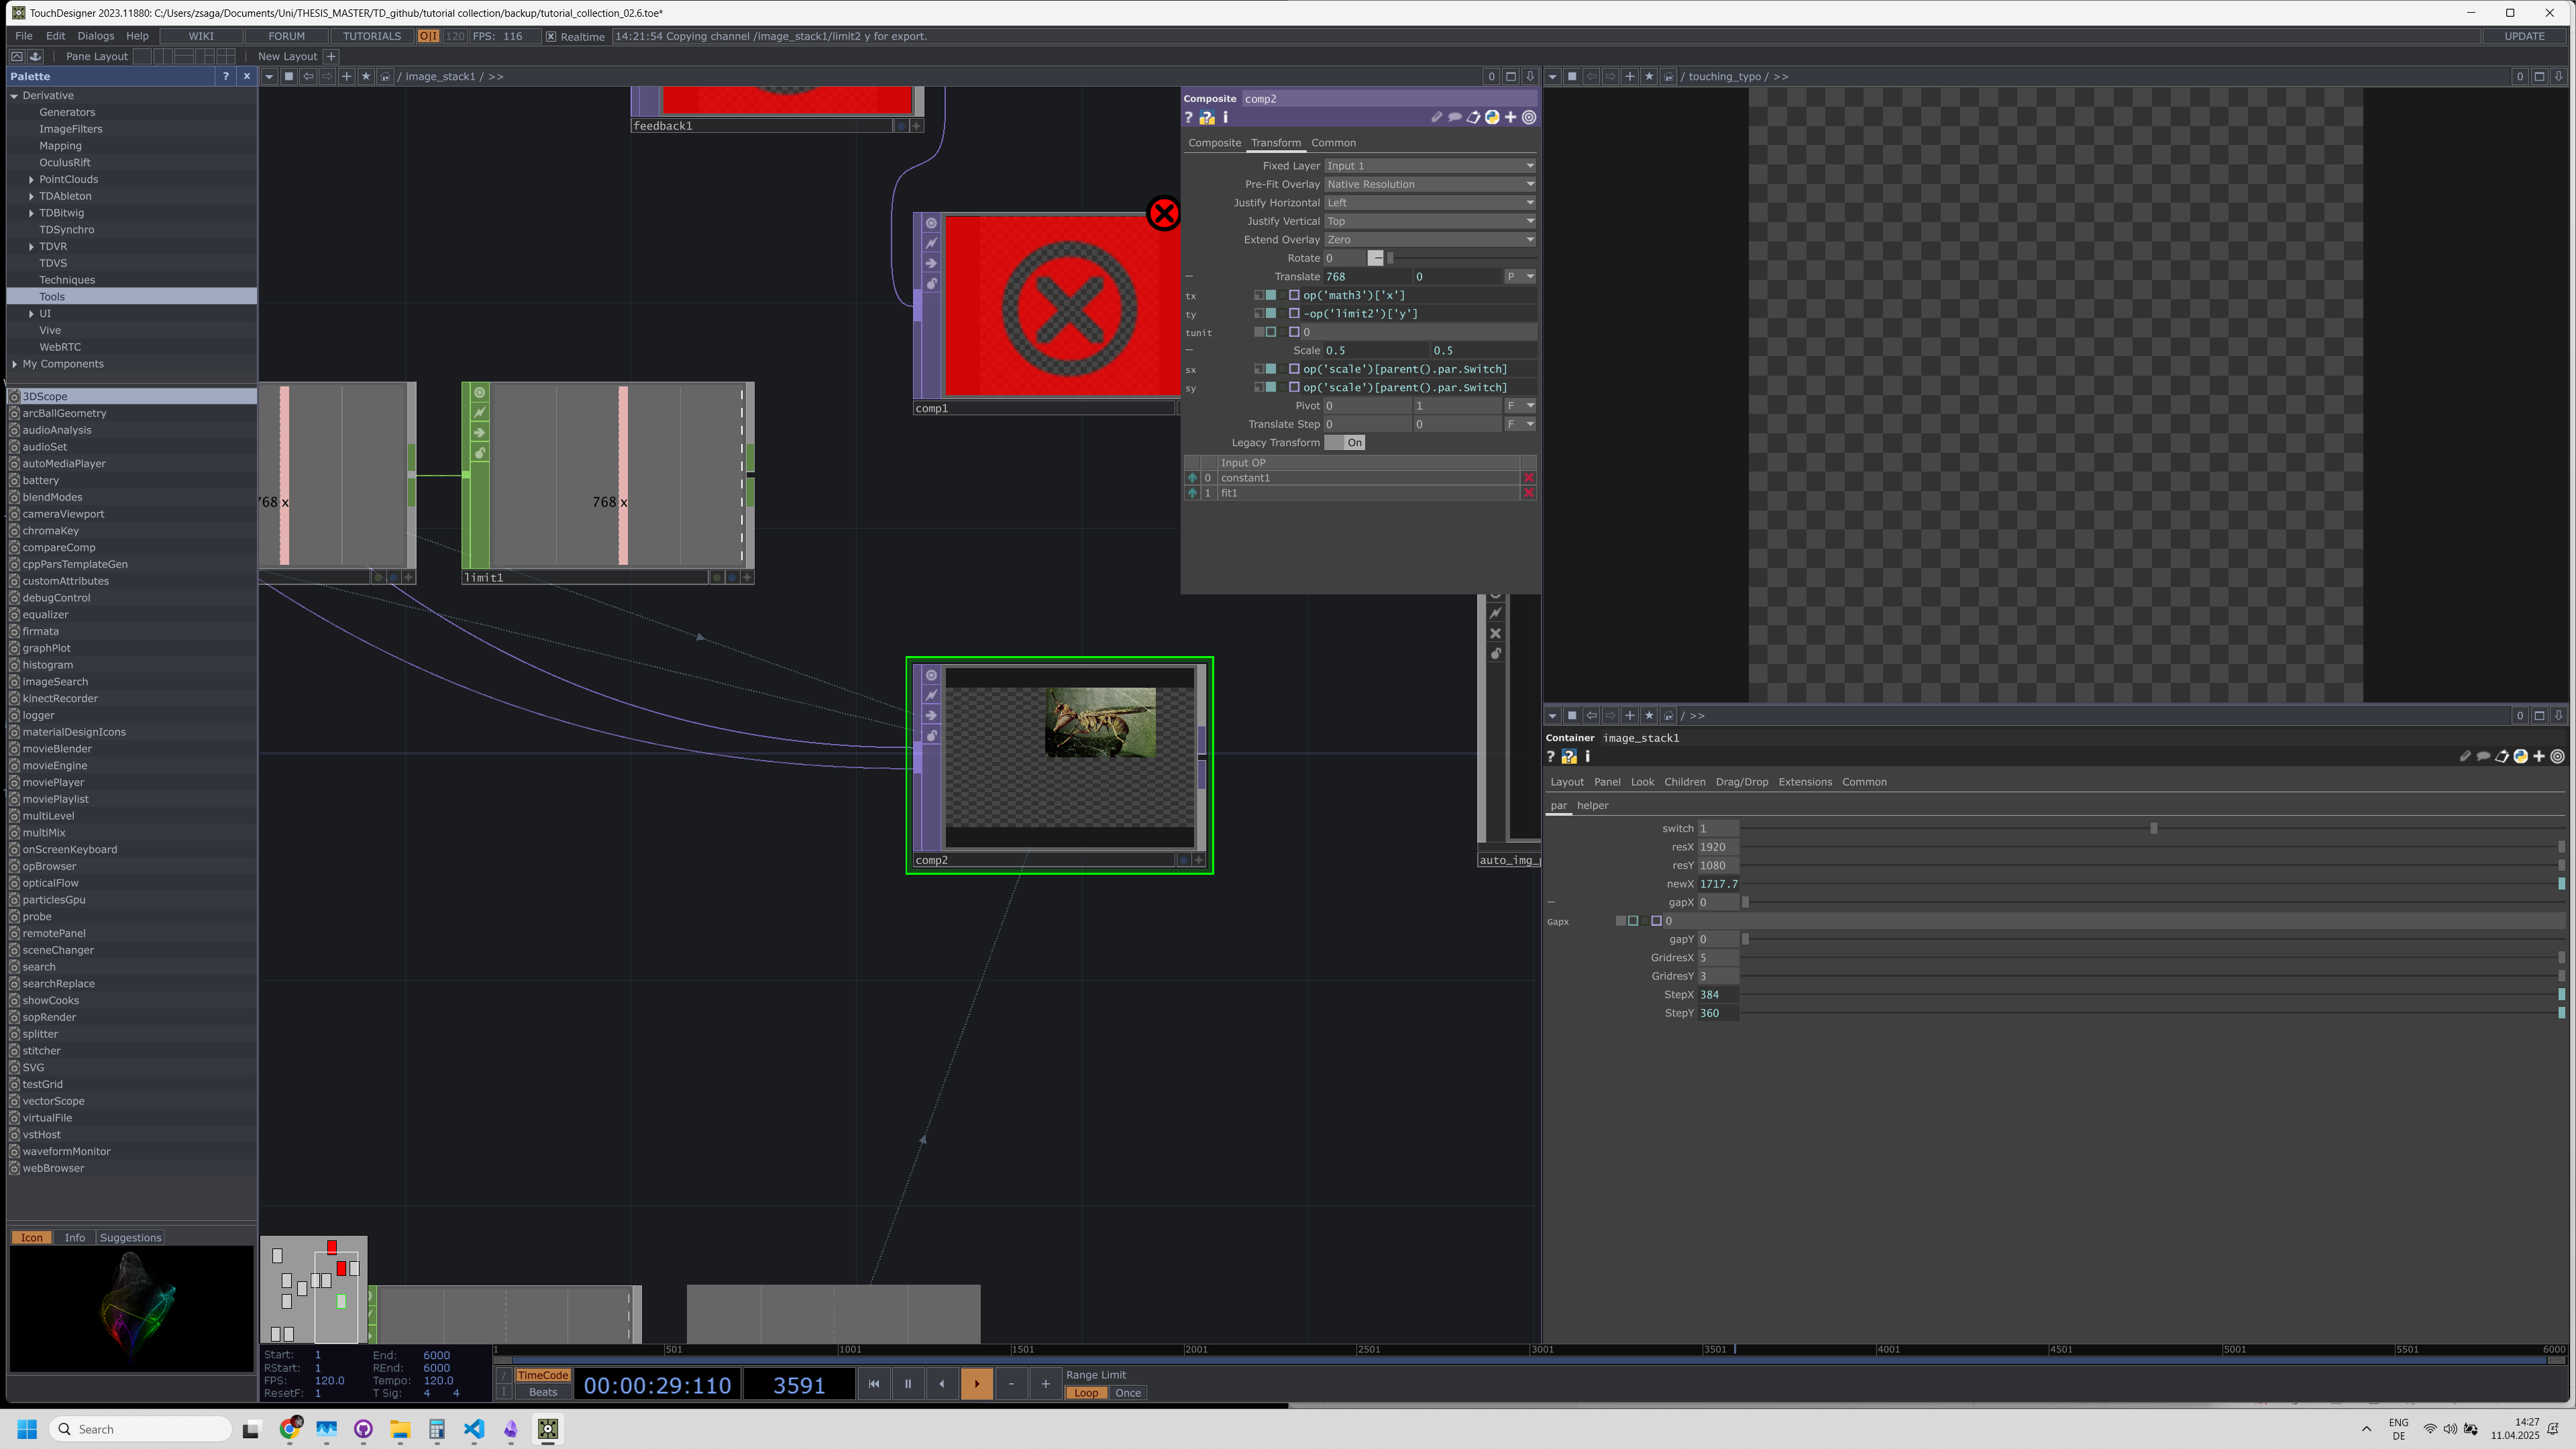 TouchDesigner 2023.11880: C:/Users/zsaga/Documents/Uni/THESIS_MASTER/TD_github/tutorial collection/backup/tutorial_collection_02.6.toe*
File Edit Dialogs Help WIKI FORUM TUTORIALS O|I 120 FPS: 116 Realtime 14:21:54 Copying channel /image_stack1/limit2 y for export. UPDATE
Pane Layout New Layout +
Palette ? x
/ image_stack1 / >> 0
/ touching_typo / >> 0
Derivative
Generators
ImageFilters
Mapping
OculusRift
PointClouds
TDAbleton
TDBitwig
TDSynchro
TDVR
TDVS
Techniques
Tools
UI
Vive
WebRTC
My Components
3DScope
arcBallGeometry
audioAnalysis
audioSet
autoMediaPlayer
battery
blendModes
cameraViewport
chromaKey
compareComp
cppParsTemplateGen
customAttributes
debugControl
equalizer
firmata
graphPlot
histogram
imageSearch
kinectRecorder
logger
materialDesignIcons
movieBlender
movieEngine
moviePlayer
moviePlaylist
multiLevel
multiMix
onScreenKeyboard
opBrowser
opticalFlow
particlesGpu
probe
remotePanel
sceneChanger
search
searchReplace
showCooks
sopRender
splitter
stitcher
SVG
testGrid
vectorScope
virtualFile
vstHost
waveformMonitor
webBrowser
Icon Info Suggestions
feedback1
comp1
768 x
768 x
limit1
comp2
auto_img_p
Composite comp2
? ? i
Composite Transform Common
Fixed Layer Input 1
Pre-Fit Overlay Native Resolution
Justify Horizontal Left
Justify Vertical Top
Extend Overlay Zero
Rotate 0
Translate 768 0 P
tx op('math3')['x']
ty -op('limit2')['y']
tunit 0
Scale 0.5 0.5
sx op('scale')[parent().par.Switch]
sy op('scale')[parent().par.Switch]
Pivot 0 1 F
Translate Step 0 0 F
Legacy Transform On
Input OP
0 constant1
1 fit1
/ >> 0
Container image_stack1
? ? i
Layout Panel Look Children Drag/Drop Extensions Common
par helper
switch 1
resX 1920
resY 1080
newX 1717.7
gapX 0
Gapx 0
gapY 0
GridresX 5
GridresY 3
StepX 384
StepY 360
Start: 1 End: 6000
RStart: 1 REnd: 6000
FPS: 120.0 Tempo: 120.0
ResetF: 1 T Sig: 4 4
1 501 1001 1501 2001 2501 3001 3501 4001 4501 5001 5501 6000
TimeCode
Beats
00:00:29:110 3591
- +
Range Limit
Loop Once
Search
ENG
DE
14:27
11.04.2025